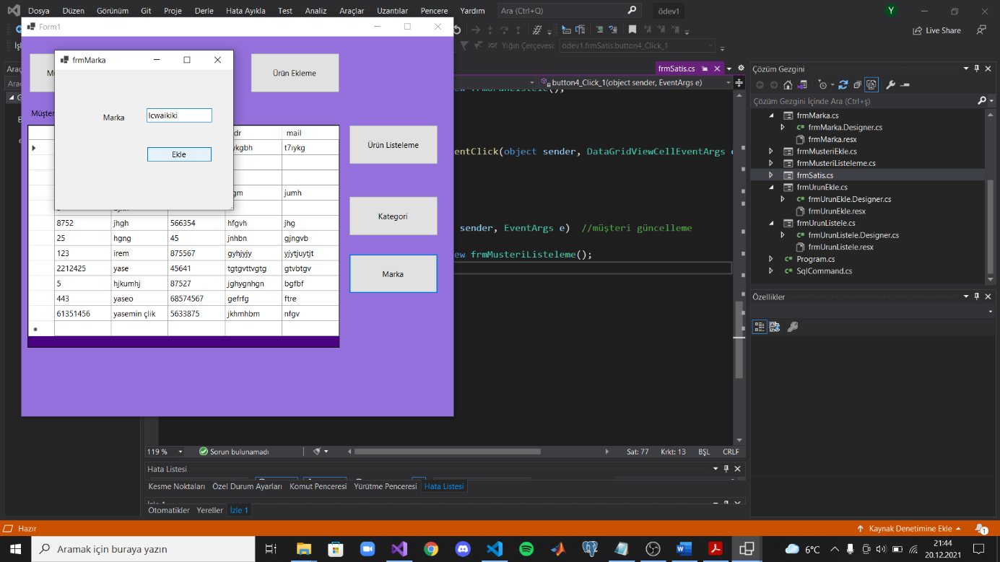 Dosya Düzen Görünüm Git Proje Derle Hata Ayıkla Test Analiz Araçlar Uzantılar Pencere Yardım Ara (Ctrl+Q) ödev1 Y
Form1
Live Share
Yığın Çerçevesi: ödev1.frmSatis.button4_Click_1
frmMarka
Ürün Ekleme
frmSatis.cs
Çözüm Gezgini
button4_Click_1(object sender, EventArgs e)
Çözüm Gezgini İçinde Ara (Ctrl+ş)
Marka lcwaikiki
Ekle
mail
t7ıykg
Ürün Listeleme
entClick(object sender, DataGridViewCellEventArgs
jumh
Kategori
8752 jhgh 566354 hfgvh jhg
25 hgng 45 jnhbn gjngvb
sender, EventArgs e) //müşteri güncelleme
123 irem 875567 gyhjyjy yjytjuytjt
ew frmMusteriListeleme();
2212425 yase 45641 tgtgvttvgtg gtvbtgv
Marka
5 hjkumhj 87527 jghygnhgn bgfbf
443 yaseo 68574567 gefrfg ftre
61351456 yasemin çlik 5633875 jkhmhbm nfgv
frmMarka.cs
frmMarka.Designer.cs
frmMarka.resx
frmMusteriEkle.cs
frmMusteriListeleme.cs
frmSatis.cs
frmUrunEkle.cs
frmUrunEkle.Designer.cs
frmUrunEkle.resx
frmUrunListele.cs
frmUrunListele.Designer.cs
frmUrunListele.resx
Program.cs
SqlCommand.cs
Özellikler
119 % Sorun bulunamadı Sat: 77 Krkt: 13 BŞL CRLF
Hata Listesi
Kesme Noktaları Özel Durum Ayarları Komut Penceresi Yürütme Penceresi Hata Listesi
Otomatikler Yereller İzle 1
Hazır Kaynak Denetimine Ekle 1
Aramak için buraya yazın 6°C 21:44
20.12.2021